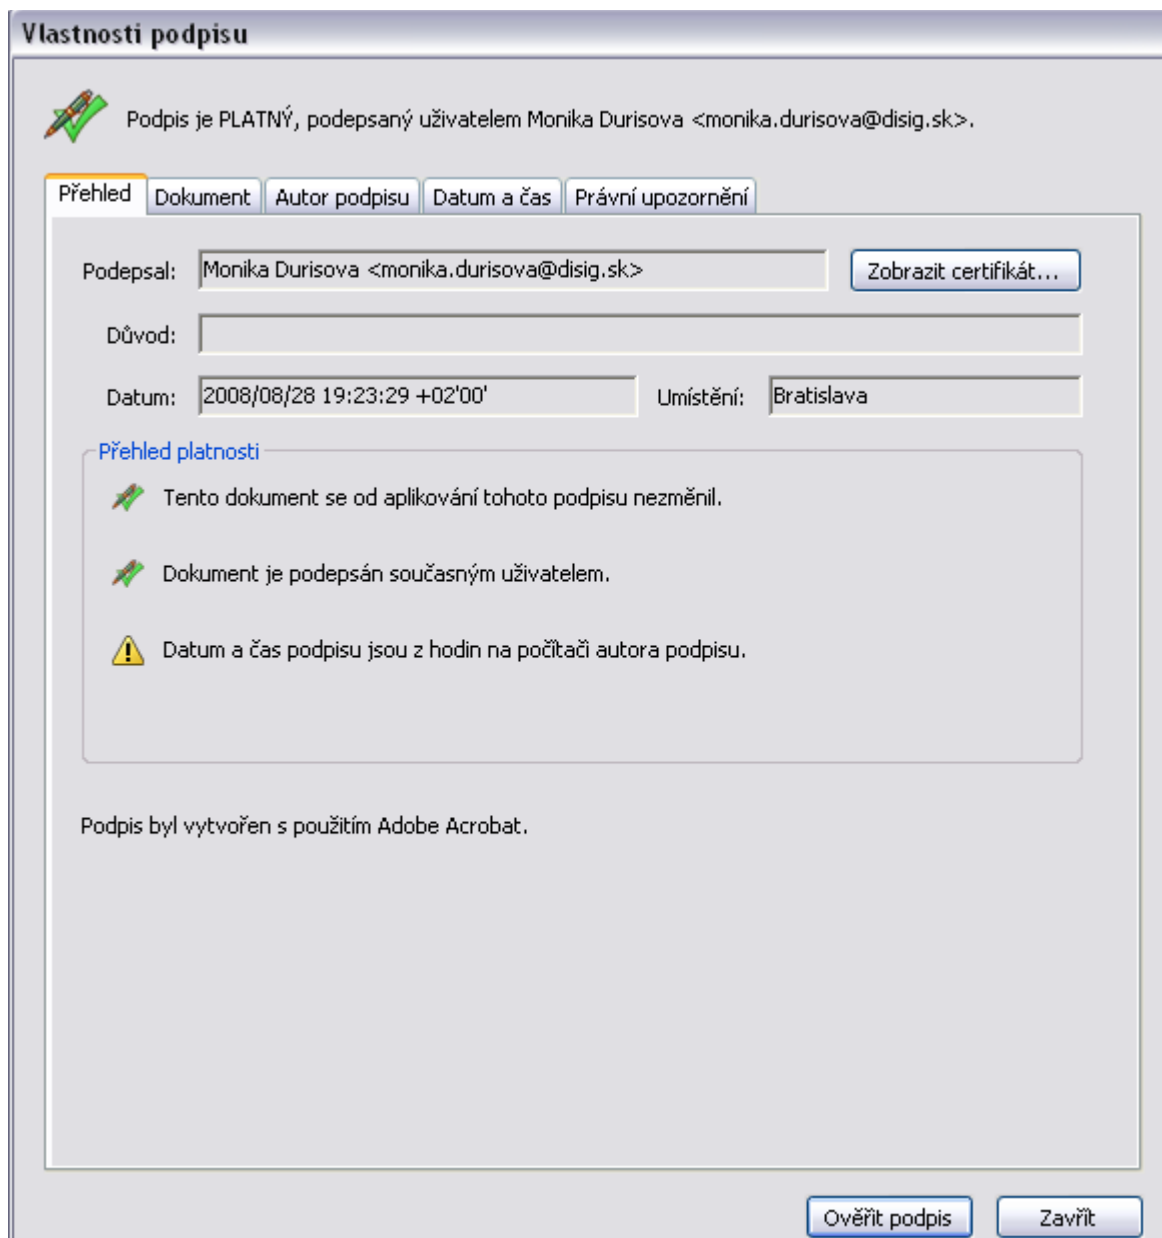 Vlastnosti podpisu
Podpis je PLATNÝ, podepsaný uživatelem Monika Durisova <monika.durisova@disig.sk>.
Přehled Dokument Autor podpisu Datum a čas Právní upozornění
Podepsal: Monika Durisova <monika.durisova@disig.sk> Zobrazit certifikát...
Důvod:
Datum: 2008/08/28 19:23:29 +02'00' Umístění: Bratislava
Přehled platnosti
Tento dokument se od aplikování tohoto podpisu nezměnil.
Dokument je podepsán současným uživatelem.
Datum a čas podpisu jsou z hodin na počítači autora podpisu.
Podpis byl vytvořen s použitím Adobe Acrobat.
Ověřit podpis Zavřít